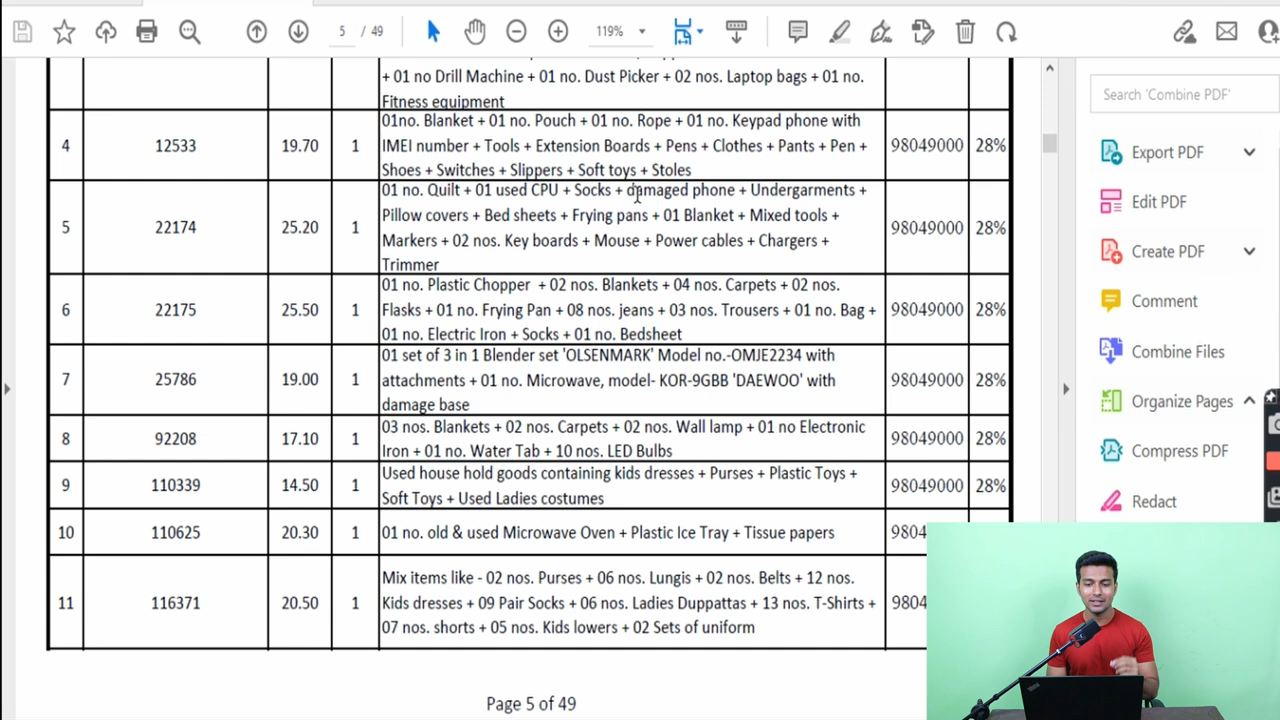 5 / 49
119%
+ 01 no Drill Machine + 01 no. Dust Picker + 02 nos. Laptop bags + 01 no.
Fitness equipment
4 12533 19.70 1 01no. Blanket + 01 no. Pouch + 01 no. Rope + 01 no. Keypad phone with
IMEI number + Tools + Extension Boards + Pens + Clothes + Pants + Pen +
Shoes + Switches + Slippers + Soft toys + Stoles 98049000 28%
5 22174 25.20 1 01 no. Quilt + 01 used CPU + Socks + damaged phone + Undergarments +
Pillow covers + Bed sheets + Frying pans + 01 Blanket + Mixed tools +
Markers + 02 nos. Key boards + Mouse + Power cables + Chargers +
Trimmer 98049000 28%
6 22175 25.50 1 01 no. Plastic Chopper + 02 nos. Blankets + 04 nos. Carpets + 02 nos.
Flasks + 01 no. Frying Pan + 08 nos. jeans + 03 nos. Trousers + 01 no. Bag +
01 no. Electric Iron + Socks + 01 no. Bedsheet 98049000 28%
7 25786 19.00 1 01 set of 3 in 1 Blender set 'OLSENMARK' Model no.-OMJE2234 with
attachments + 01 no. Microwave, model- KOR-9GBB 'DAEWOO' with
damage base 98049000 28%
8 92208 17.10 1 03 nos. Blankets + 02 nos. Carpets + 02 nos. Wall lamp + 01 no Electronic
Iron + 01 no. Water Tab + 10 nos. LED Bulbs 98049000 28%
9 110339 14.50 1 Used house hold goods containing kids dresses + Purses + Plastic Toys +
Soft Toys + Used Ladies costumes 98049000 28%
10 110625 20.30 1 01 no. old & used Microwave Oven + Plastic Ice Tray + Tissue papers 9804
11 116371 20.50 1 Mix items like - 02 nos. Purses + 06 nos. Lungis + 02 nos. Belts + 12 nos.
Kids dresses + 09 Pair Socks + 06 nos. Ladies Duppattas + 13 nos. T-Shirts +
07 nos. shorts + 05 nos. Kids lowers + 02 Sets of uniform 9804
Page 5 of 49
Search 'Combine PDF'
Export PDF
Edit PDF
Create PDF
Comment
Combine Files
Organize Pages
Compress PDF
Redact